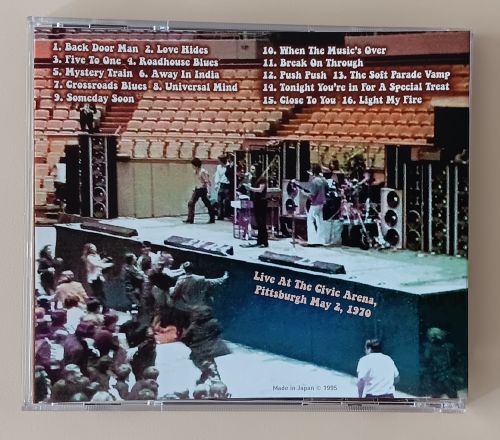 1. Back Door Man  2. Love Hides
3. Five To One  4. Roadhouse Blues
5. Mystery Train  6. Away In India
7. Crossroads Blues  8. Universal Mind
9. Someday Soon
10. When The Music's Over
11. Break On Through
12. Push Push  13. The Soft Parade Vamp
14. Tonight You're in For A Special Treat
15. Close To You  16. Light My Fire
Live At The Civic Arena,
Pittsburgh May 2, 1970
Made in Japan © 1995